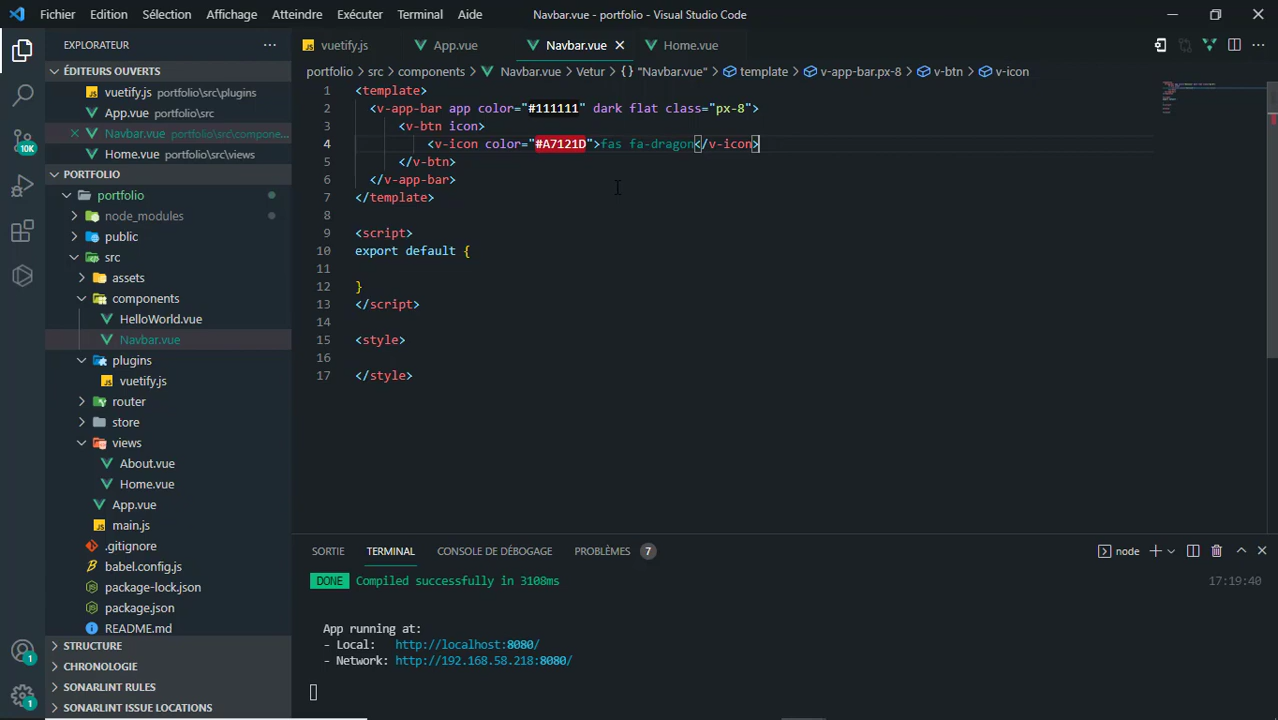 Fichier Edition Sélection Affichage Atteindre Exécuter Terminal Aide Navbar.vue - portfolio - Visual Studio Code
EXPLORATEUR
ÉDITEURS OUVERTS
vuetify.js portfolio\src\plugins
App.vue portfolio\src
Navbar.vue portfolio\src\compone...
Home.vue portfolio\src\views
PORTFOLIO
portfolio
node_modules
public
src
assets
components
HelloWorld.vue
Navbar.vue
plugins
vuetify.js
router
store
views
About.vue
Home.vue
App.vue
main.js
.gitignore
babel.config.js
package-lock.json
package.json
README.md
STRUCTURE
CHRONOLOGIE
SONARLINT RULES
SONARLINT ISSUE LOCATIONS
10K
1
1
vuetify.js App.vue Navbar.vue Home.vue
portfolio > src > components > Navbar.vue > Vetur > {} "Navbar.vue" > template > v-app-bar.px-8 > v-btn > v-icon
1 <template>
2 <v-app-bar app color="#111111" dark flat class="px-8">
3 <v-btn icon>
4 <v-icon color="#A7121D">fas fa-dragon</v-icon>
5 </v-btn>
6 </v-app-bar>
7 </template>
8
9 <script>
10 export default {
11
12 }
13 </script>
14
15 <style>
16
17 </style>
SORTIE TERMINAL CONSOLE DE DÉBOGAGE PROBLÈMES 7 node
DONE Compiled successfully in 3108ms 17:19:40
App running at:
- Local: http://localhost:8080/
- Network: http://192.168.58.218:8080/